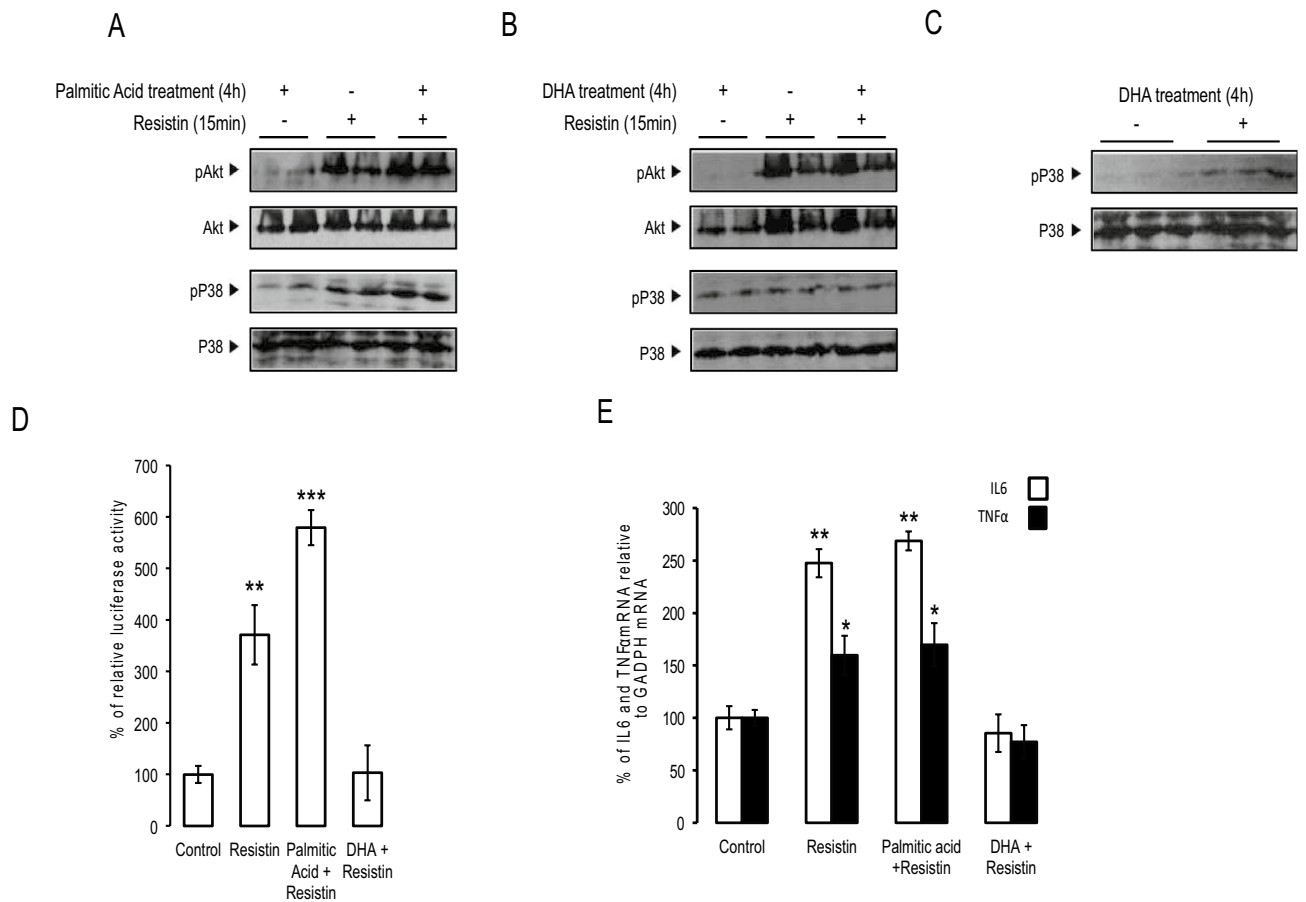 A
Palmitic Acid treatment (4h) + - +
Resistin (15min) - + +
pAkt
Akt
pP38
P38
B
DHA treatment (4h) + - +
Resistin (15min) - + +
pAkt
Akt
pP38
P38
C
DHA treatment (4h)
- +
pP38
P38
D
% of relative luciferase activity
700
600
500
400
300
200
100
0
**
***
Control
Resistin
Palmitic
Acid +
Resistin
DHA +
Resistin
E
IL6
TNFα
% of IL6 and TNFαmRNA relative
to GADPH mRNA
300
250
200
150
100
50
0
**
*
**
*
Control
Resistin
Palmitic acid
+Resistin
DHA +
Resistin